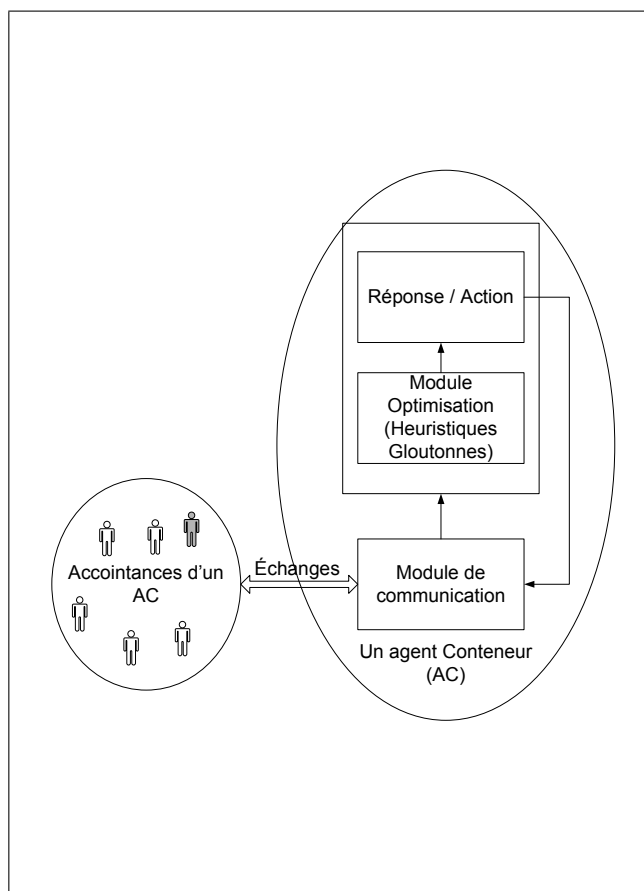 Réponse / Action
Module
Optimisation
(Heuristiques
Gloutonnes)
Accointances d'un
AC
Échanges
Module de
communication
Un agent Conteneur
(AC)